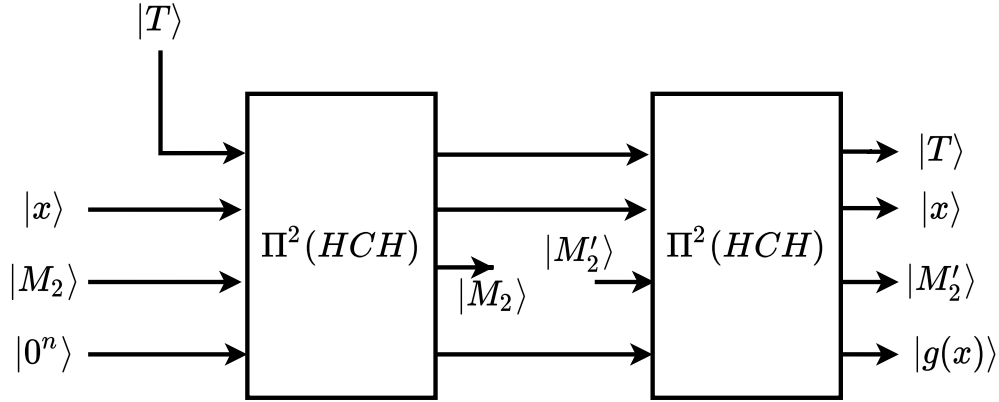 |T⟩
|x⟩
|M₂⟩
|0ⁿ⟩
Π²(HCH)
|M₂⟩
|M₂′⟩
Π²(HCH)
|T⟩
|x⟩
|M₂′⟩
|g(x)⟩